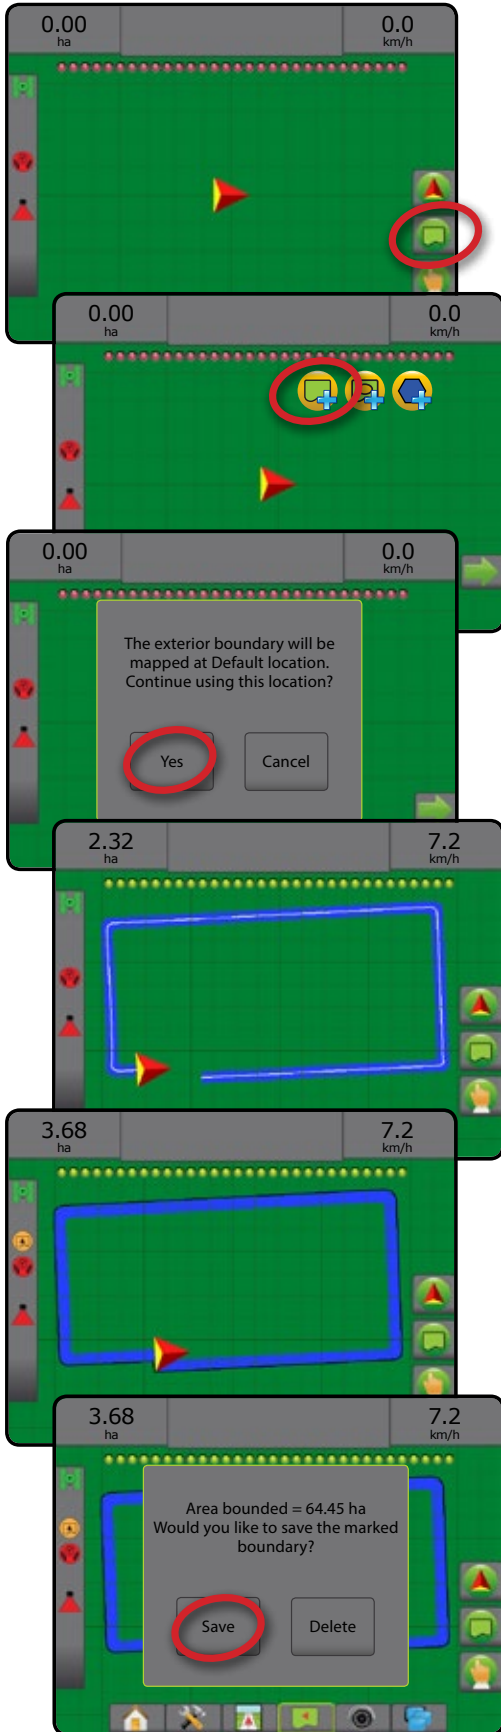 0.00
ha
0.0
km/h
0.00
ha
0.0
km/h
0.00
ha
0.0
km/h
The exterior boundary will be
mapped at Default location.
Continue using this location?
Yes
Cancel
2.32
ha
7.2
km/h
3.68
ha
7.2
km/h
3.68
ha
7.2
km/h
Area bounded = 64.45 ha
Would you like to save the marked
boundary?
Save
Delete